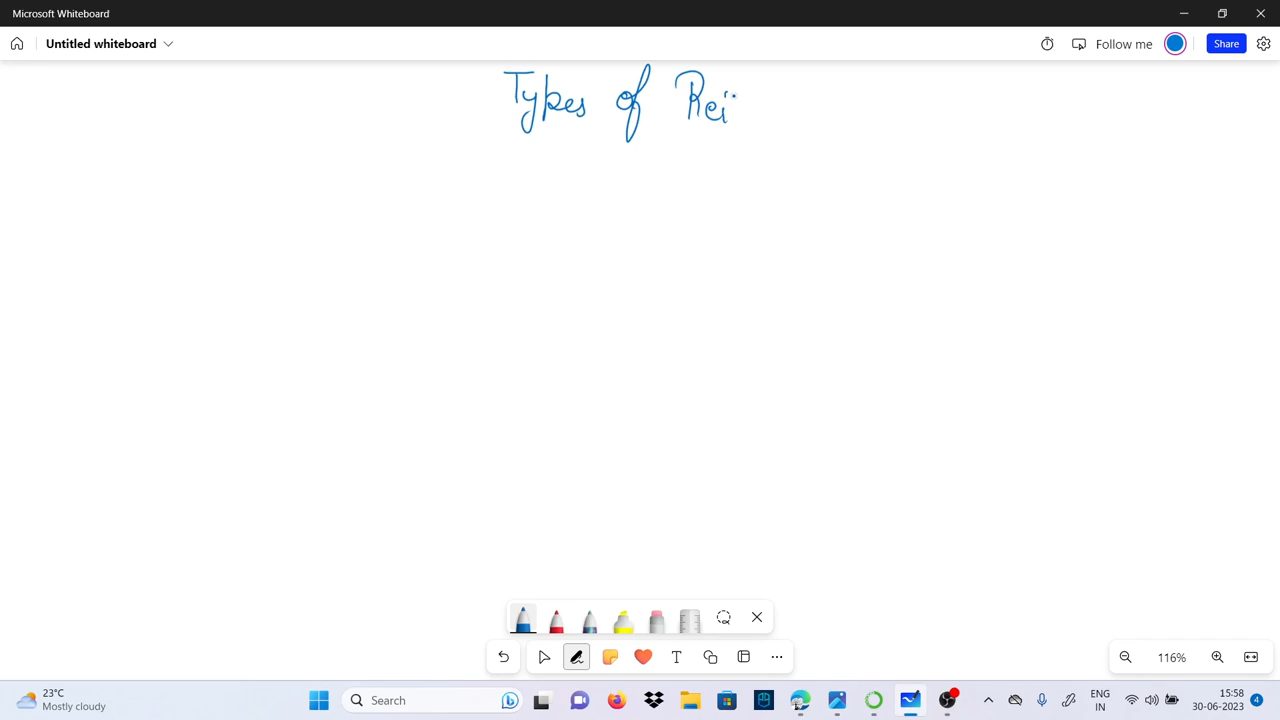 Microsoft Whiteboard
Untitled whiteboard
Follow me
Share
Types of Rei
116%
23°C
Mostly cloudy
Search
ENG
IN
15:58
30-06-2023
4